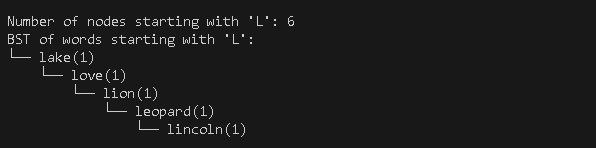 Number of nodes starting with 'L': 6
BST of words starting with 'L':
└── lake(1)
    └── love(1)
        └── lion(1)
            └── leopard(1)
                └── lincoln(1)